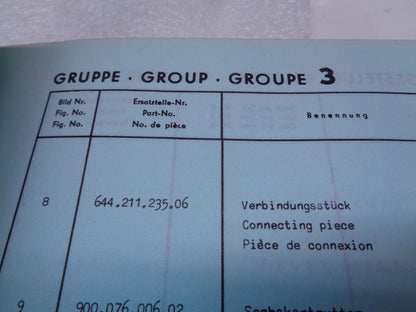 GRUPPE · GROUP · GROUPE 3
Bild Nr.
Fig. No.
Fig. No.
Ersatzteile-Nr.
Part-No.
No. de pièce
Benennung
8
644.211.235.06
Verbindungsstück
Connecting piece
Pièce de connexion
9
900.076.006.02